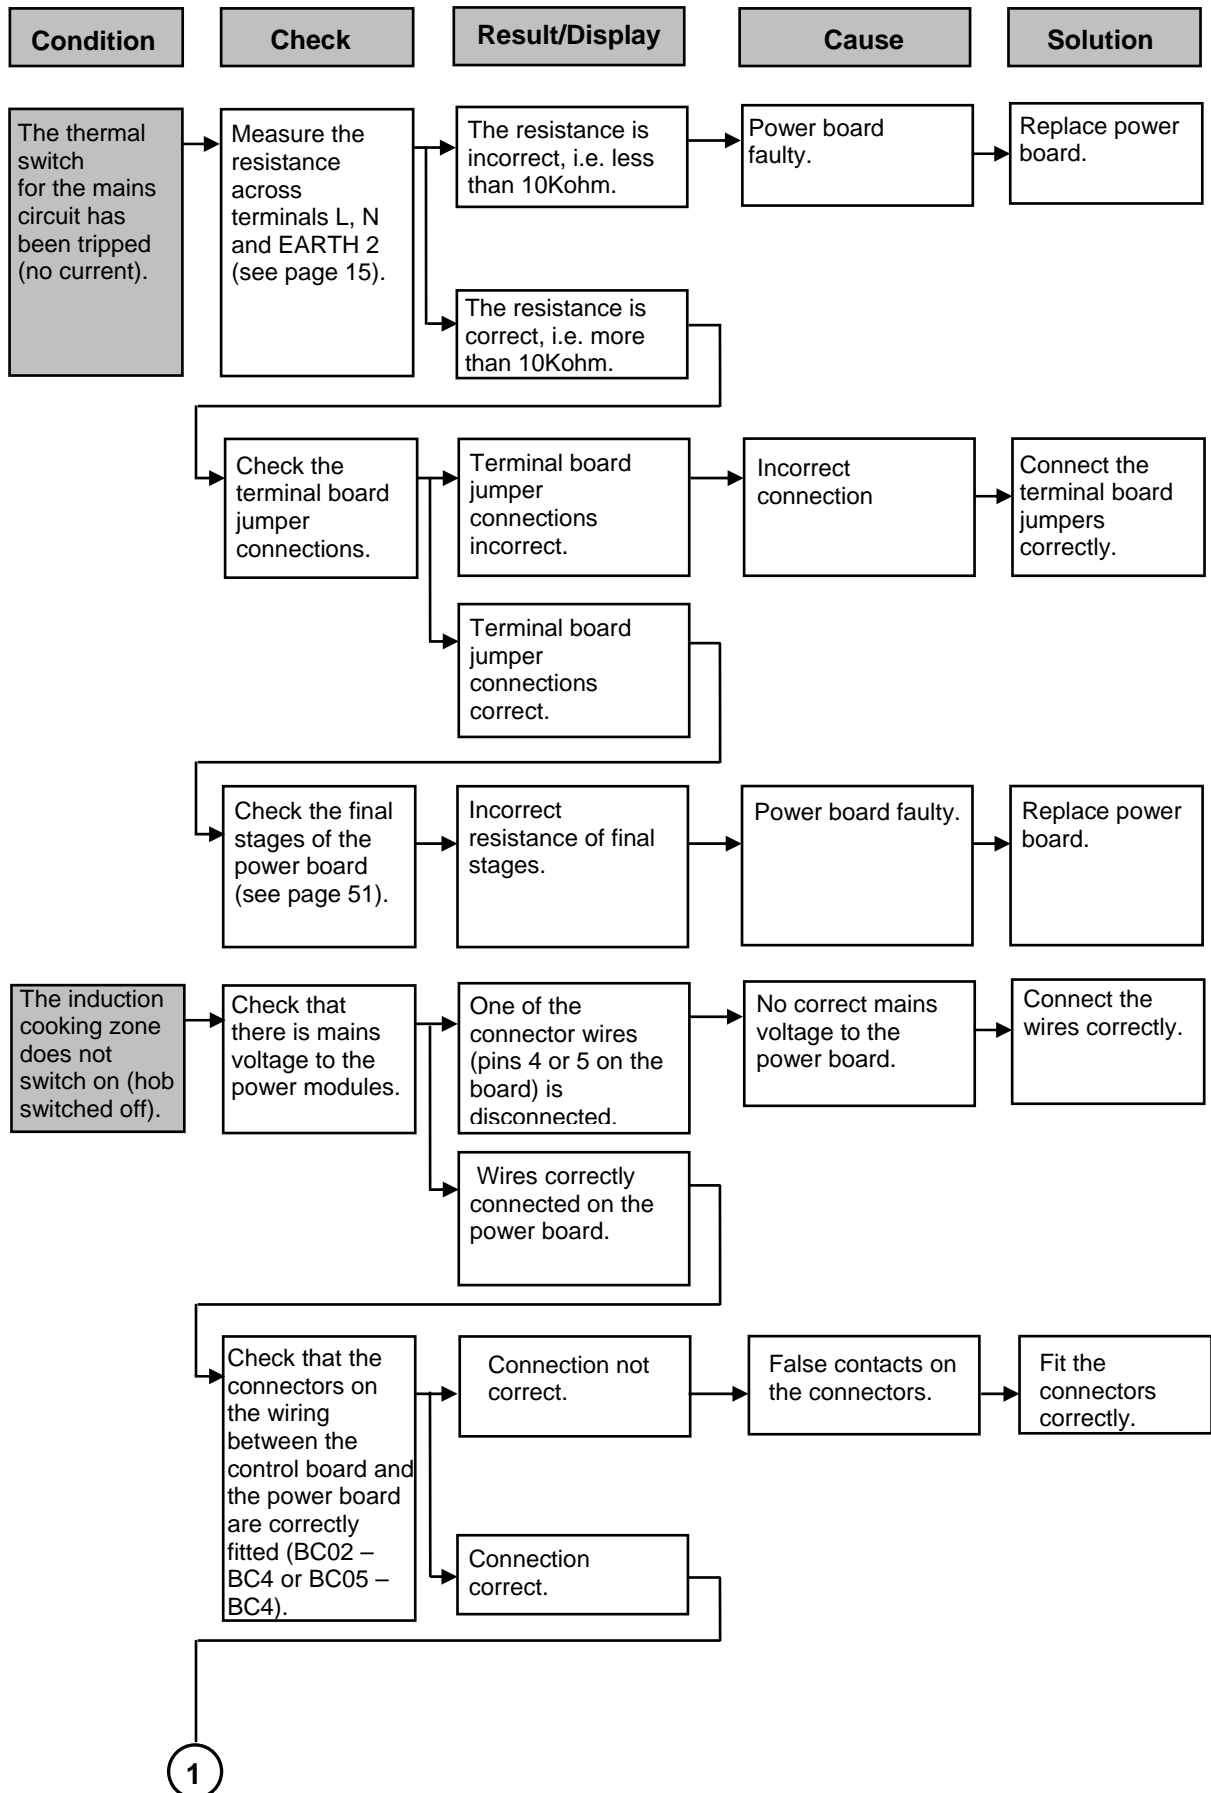 Condition
Check
Result/Display
Cause
Solution
The thermal
switch
for the mains
circuit has
been tripped
(no current).
Measure the
resistance
across
terminals L, N
and EARTH 2
(see page 15).
The resistance is
incorrect, i.e. less
than 10Kohm.
Power board
faulty.
Replace power
board.
The resistance is
correct, i.e. more
than 10Kohm.
Check the
terminal board
jumper
connections.
Terminal board
jumper
connections
incorrect.
Incorrect
connection
Connect the
terminal board
jumpers
correctly.
Terminal board
jumper
connections
correct.
Check the final
stages of the
power board
(see page 51).
Incorrect
resistance of final
stages.
Power board faulty.
Replace power
board.
The induction
cooking zone
does not
switch on (hob
switched off).
Check that
there is mains
voltage to the
power modules.
One of the
connector wires
(pins 4 or 5 on the
board) is
disconnected.
No correct mains
voltage to the
power board.
Connect the
wires correctly.
Wires correctly
connected on the
power board.
Check that the
connectors on
the wiring
between the
control board and
the power board
are correctly
fitted (BC02 –
BC4 or BC05 –
BC4).
Connection not
correct.
False contacts on
the connectors.
Fit the
connectors
correctly.
Connection
correct.
1